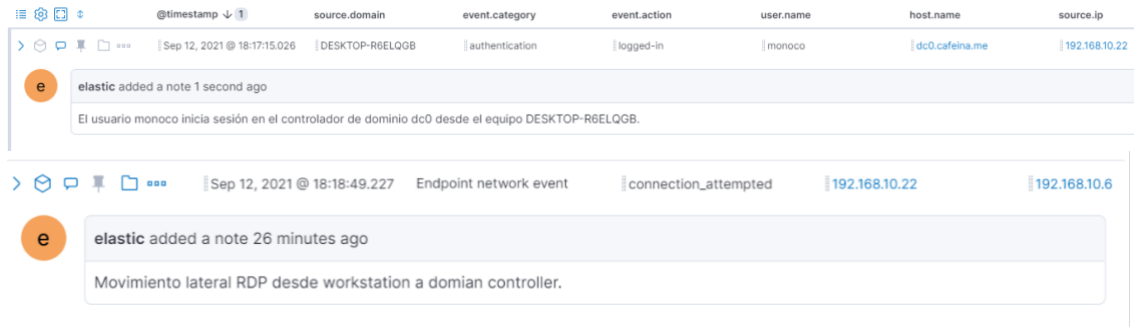 @timestamp 1 source.domain event.category event.action user.name host.name source.ip
Sep 12, 2021 @ 18:17:15.026 DESKTOP-R6ELQGB authentication logged-in monoco dc0.cafeina.me 192.168.10.22
e elastic added a note 1 second ago
El usuario monoco inicia sesión en el controlador de dominio dc0 desde el equipo DESKTOP-R6ELQGB.
Sep 12, 2021 @ 18:18:49.227 Endpoint network event connection_attempted 192.168.10.22 192.168.10.6
e elastic added a note 26 minutes ago
Movimiento lateral RDP desde workstation a domian controller.